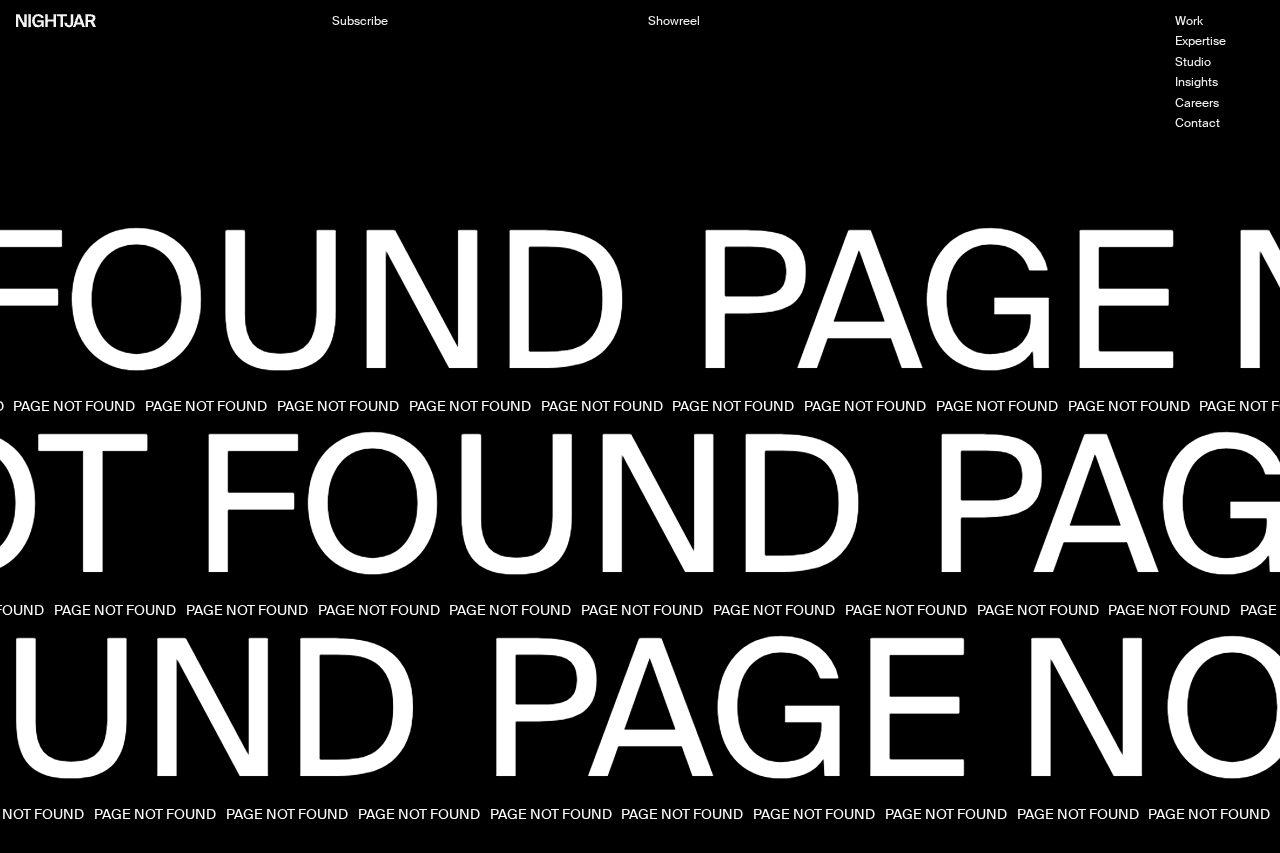 NIGHTJAR Subscribe Showreel Work
Expertise
Studio
Insights
Careers
Contact
FOUND PAGE N
D PAGE NOT FOUND PAGE NOT FOUND PAGE NOT FOUND PAGE NOT FOUND PAGE NOT FOUND PAGE NOT FOUND PAGE NOT FOUND PAGE NOT FOUND PAGE NOT FOUND PAGE NOT F
OT FOUND PAG
FOUND PAGE NOT FOUND PAGE NOT FOUND PAGE NOT FOUND PAGE NOT FOUND PAGE NOT FOUND PAGE NOT FOUND PAGE NOT FOUND PAGE NOT FOUND PAGE NOT FOUND PAGE
UND PAGE NO
NOT FOUND PAGE NOT FOUND PAGE NOT FOUND PAGE NOT FOUND PAGE NOT FOUND PAGE NOT FOUND PAGE NOT FOUND PAGE NOT FOUND PAGE NOT FOUND PAGE NOT FOUND